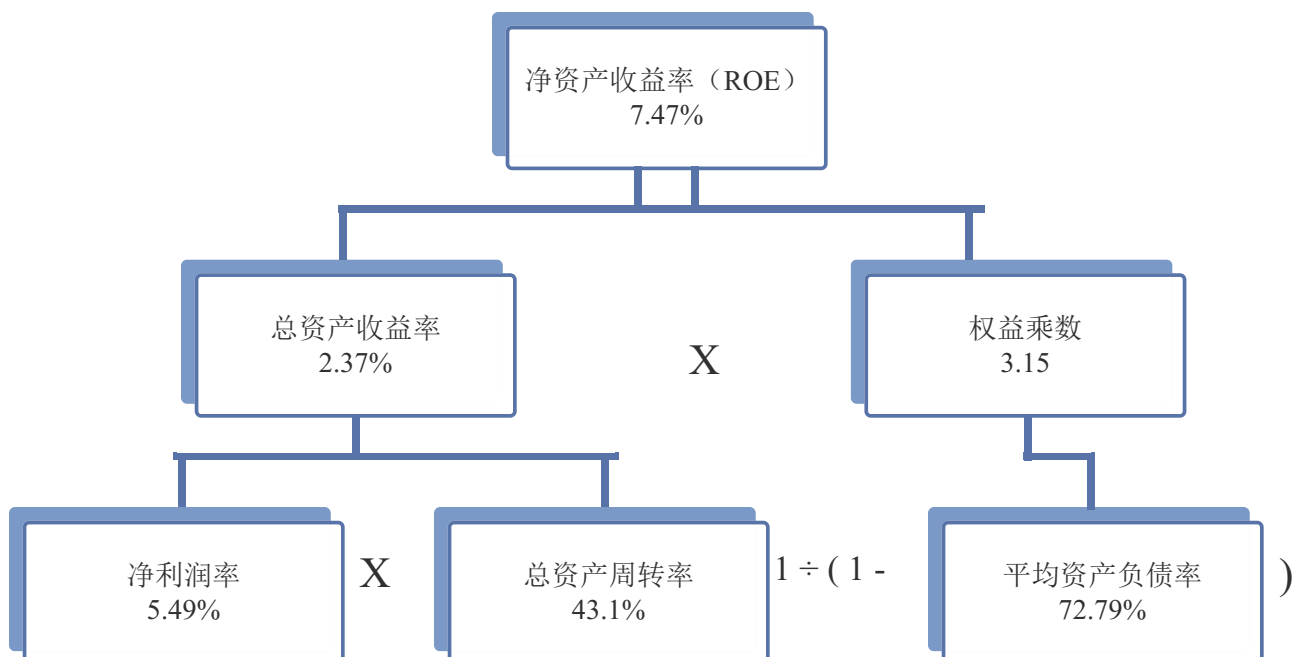 净资产收益率（ROE）
7.47%
总资产收益率
2.37%
X
权益乘数
3.15
净利润率
5.49%
X
总资产周转率
43.1%
1 ÷ ( 1 -
平均资产负债率
72.79%
)